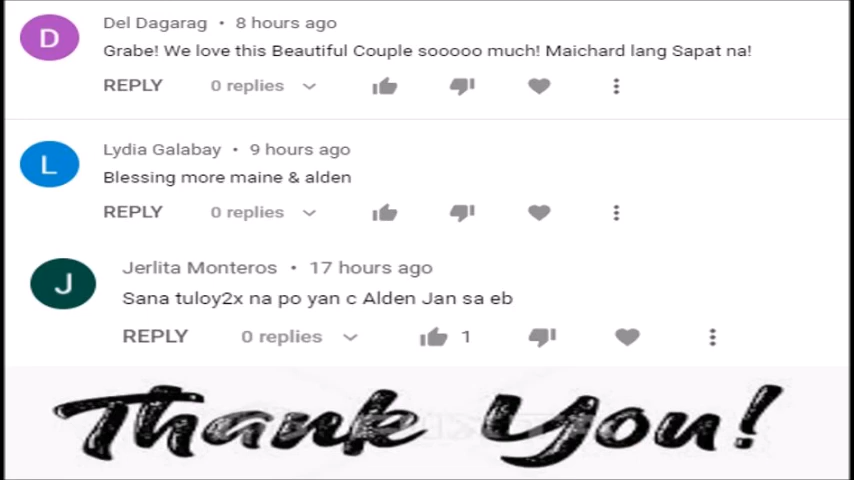 D
Del Dagarag • 8 hours ago
Grabe! We love this Beautiful Couple sooooo much! Maichard lang Sapat na!
REPLY 0 replies
L
Lydia Galabay • 9 hours ago
Blessing more maine & alden
REPLY 0 replies
J
Jerlita Monteros • 17 hours ago
Sana tuloy2x na po yan c Alden Jan sa eb
REPLY 0 replies 1
Thank You!